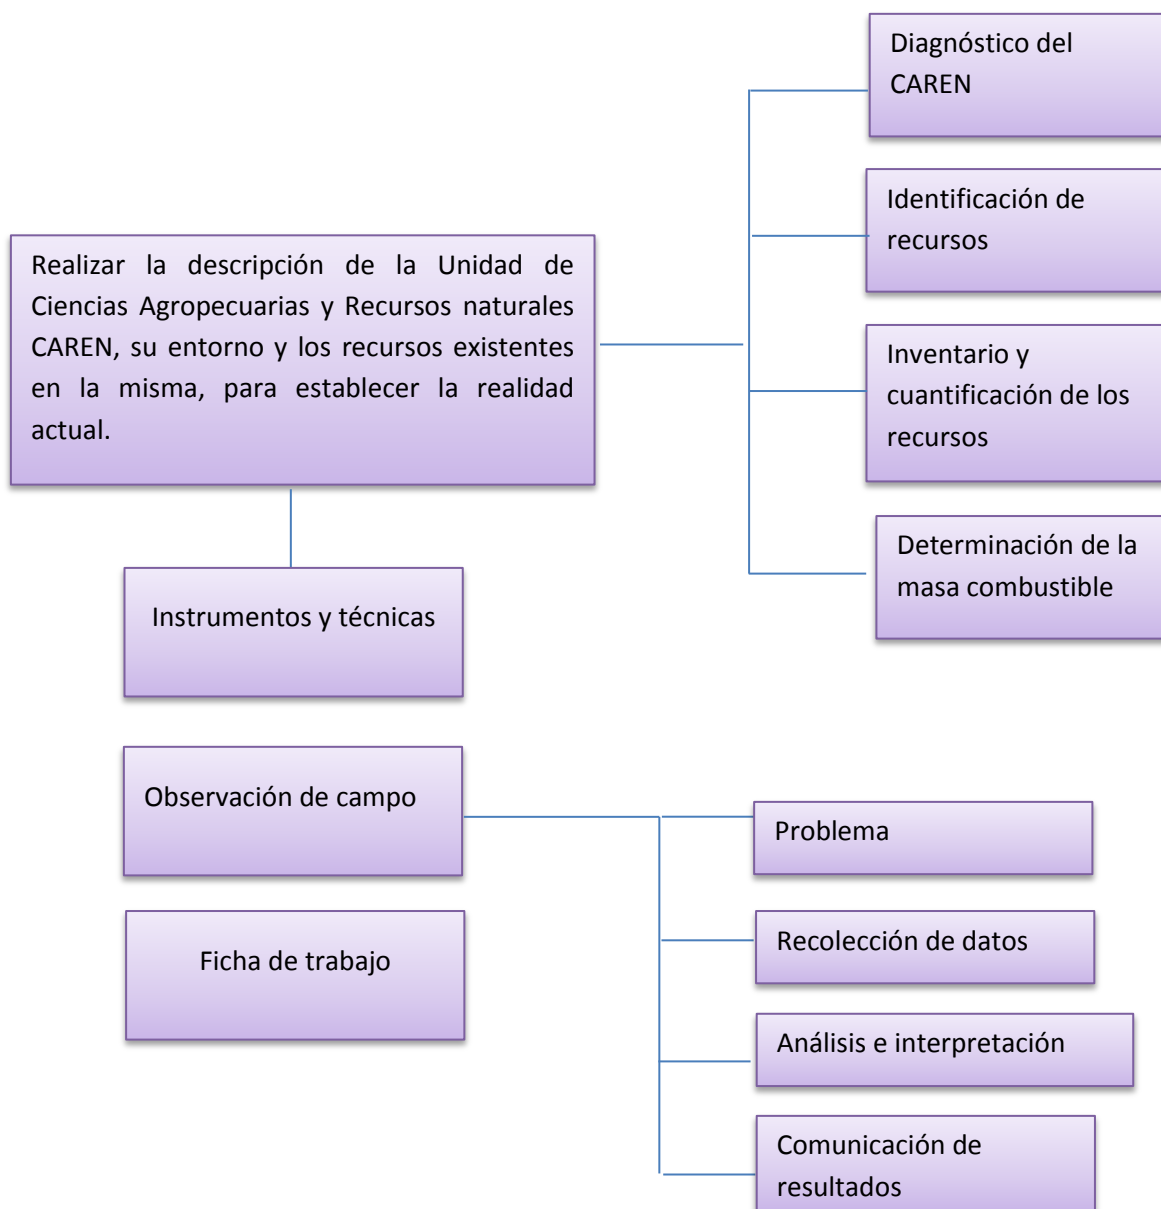 Diagnóstico del
CAREN
Identificación de
recursos
Realizar la descripción de la Unidad de
Ciencias Agropecuarias y Recursos naturales
CAREN, su entorno y los recursos existentes
en la misma, para establecer la realidad
actual.
Inventario y
cuantificación de los
recursos
Determinación de la
masa combustible
Instrumentos y técnicas
Observación de campo
Problema
Recolección de datos
Ficha de trabajo
Análisis e interpretación
Comunicación de
resultados